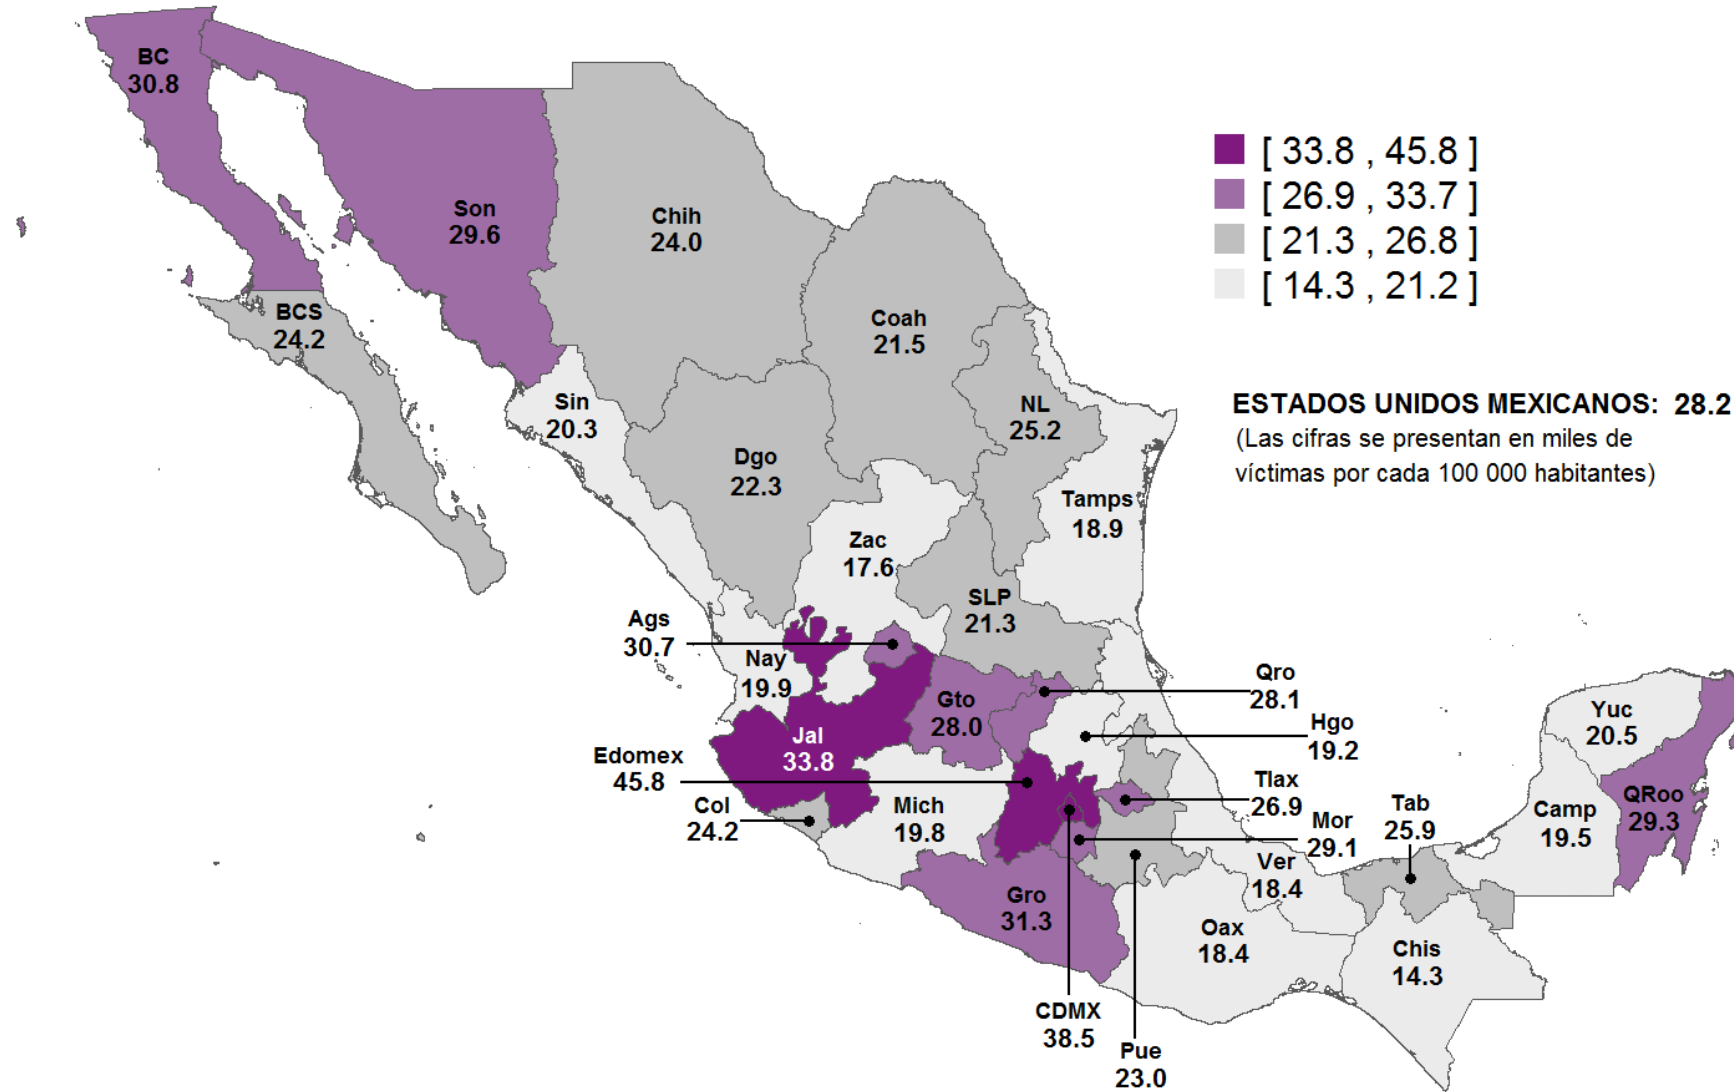 BC
30.8
Son
29.6
Chih
24.0
[ 33.8 , 45.8 ]
[ 26.9 , 33.7 ]
[ 21.3 , 26.8 ]
[ 14.3 , 21.2 ]
BCS
24.2
Coah
21.5
ESTADOS UNIDOS MEXICANOS: 28.2
(Las cifras se presentan en miles de
víctimas por cada 100 000 habitantes)
Sin
20.3
NL
25.2
Dgo
22.3
Tamps
18.9
Zac
17.6
SLP
21.3
Ags
30.7
Nay
19.9
Gto
28.0
Qro
28.1
Jal
33.8
Hgo
19.2
Yuc
20.5
Edomex
45.8
Tlax
26.9
Col
24.2
Mich
19.8
Mor
29.1
Tab
25.9
Camp
19.5
QRoo
29.3
Ver
18.4
Gro
31.3
Oax
18.4
Chis
14.3
CDMX
38.5
Pue
23.0